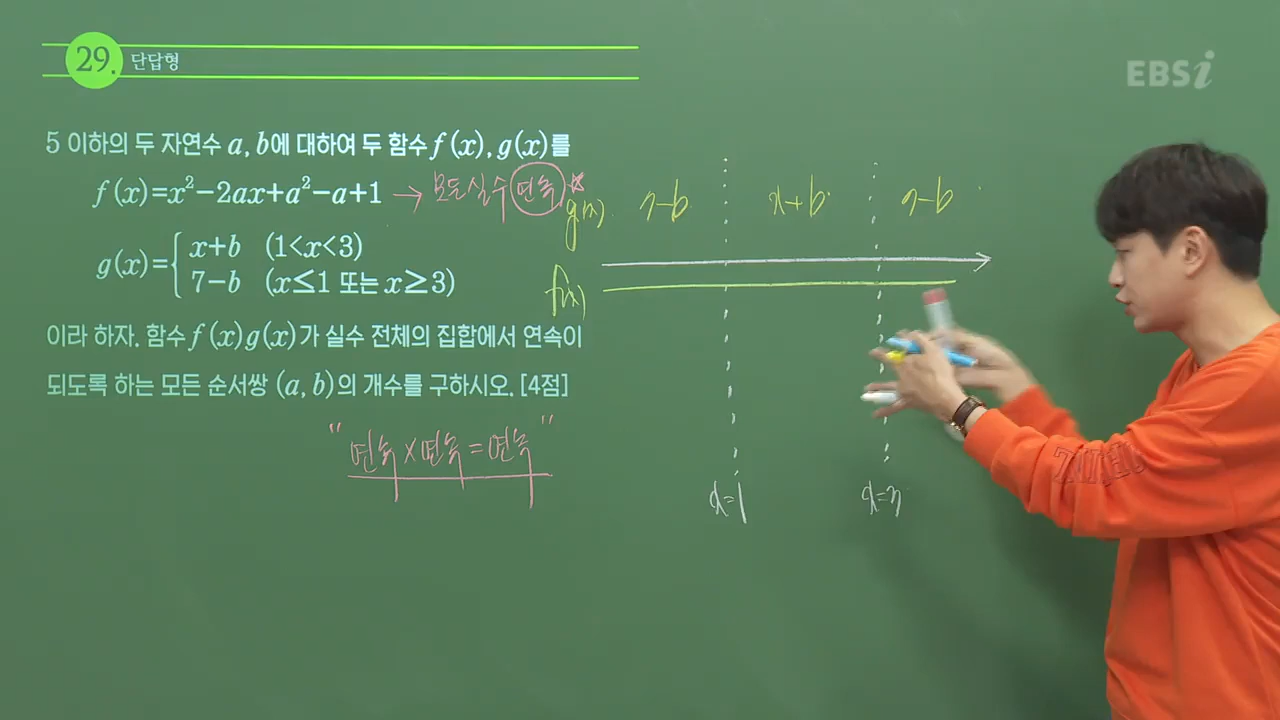 29. 단답형
EBSi
5 이하의 두 자연수 a, b에 대하여 두 함수 f(x), g(x)를
f(x)=x²-2ax+a²-a+1 → 모든 실수 연속
g(x)={ x+b (1<x<3)
7-b (x≤1 또는 x≥3)
이라 하자. 함수 f(x)g(x)가 실수 전체의 집합에서 연속이
되도록 하는 모든 순서쌍 (a, b)의 개수를 구하시오. [4점]
"연속×연속=연속"
g(x) 7-b x+b 7-b
f(x)
x=1 x=3